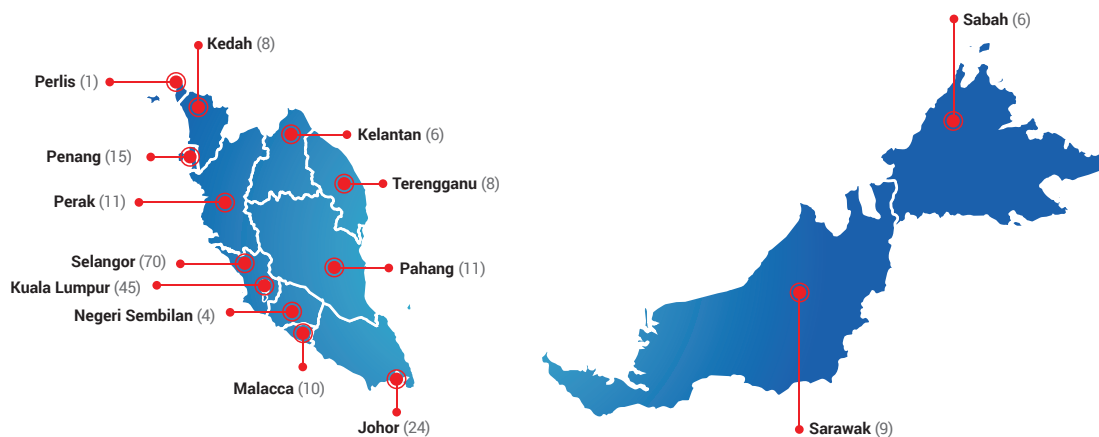 Kedah (8)
Perlis (1)
Penang (15)
Perak (11)
Selangor (70)
Kuala Lumpur (45)
Negeri Sembilan (4)
Malacca (10)
Johor (24)
Kelantan (6)
Terengganu (8)
Pahang (11)
Sabah (6)
Sarawak (9)